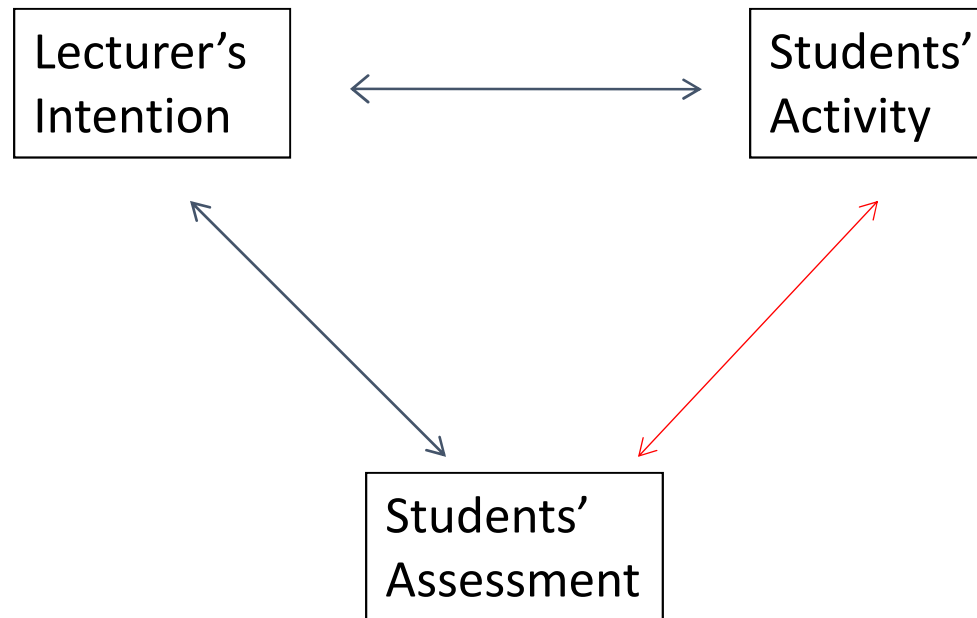 Lecturer’s
Intention
Students’
Activity
Students’
Assessment